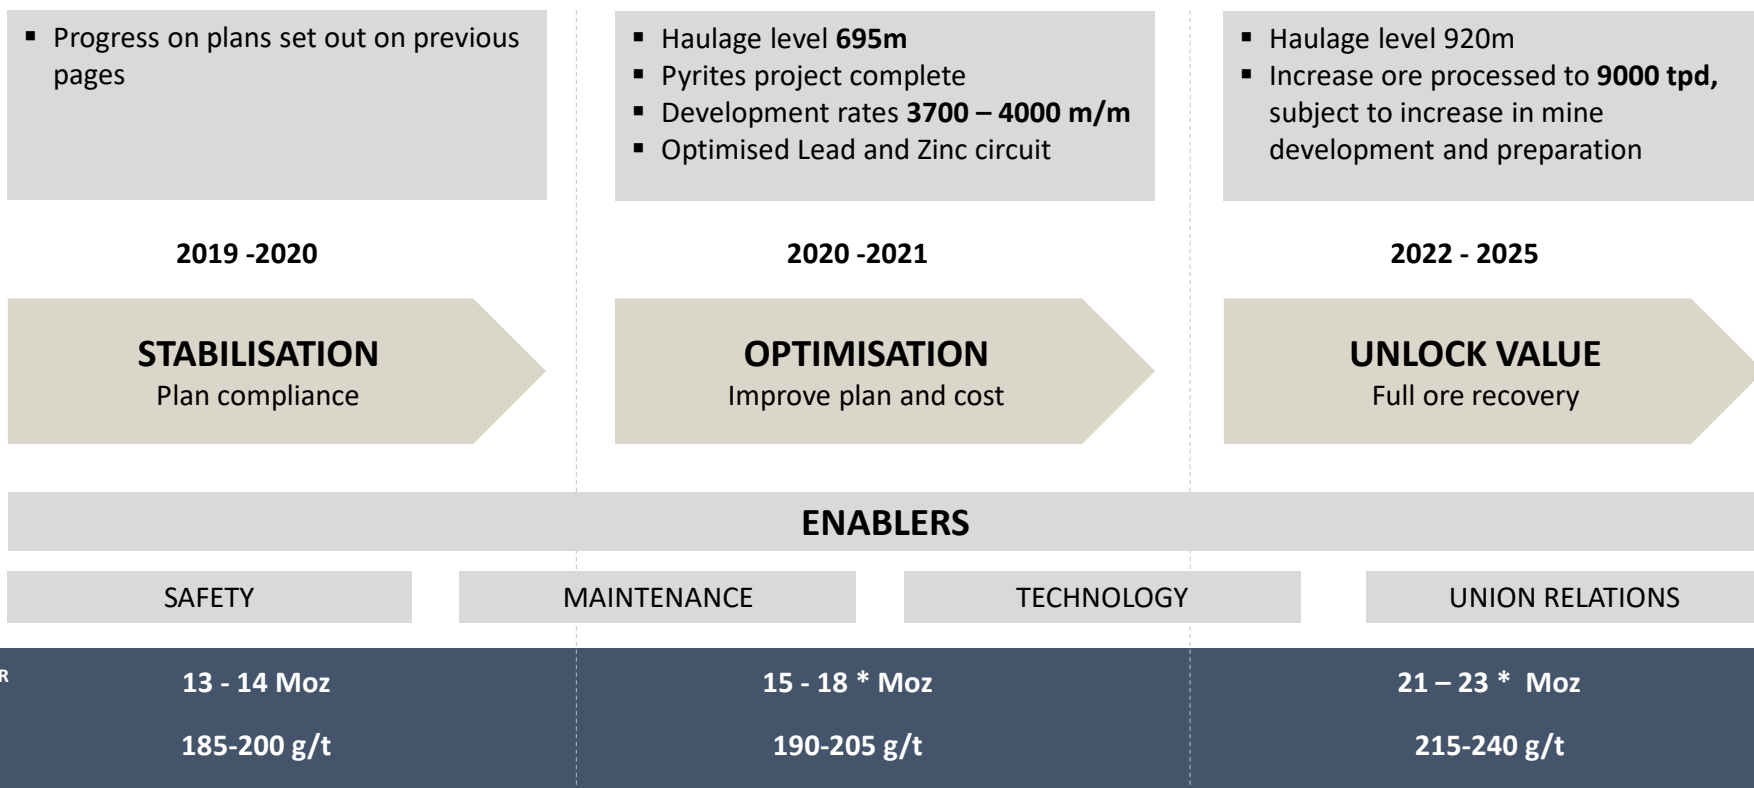 ▪ Progress on plans set out on previous
pages
▪ Haulage level 695m
▪ Pyrites project complete
▪ Development rates 3700 – 4000 m/m
▪ Optimised Lead and Zinc circuit
▪ Haulage level 920m
▪ Increase ore processed to 9000 tpd,
subject to increase in mine
development and preparation
2019 -2020
2020 -2021
2022 - 2025
STABILISATION
Plan compliance
OPTIMISATION
Improve plan and cost
UNLOCK VALUE
Full ore recovery
ENABLERS
SAFETY
MAINTENANCE
TECHNOLOGY
UNION RELATIONS
R
13 - 14 Moz
15 - 18 * Moz
21 – 23 * Moz
185-200 g/t
190-205 g/t
215-240 g/t